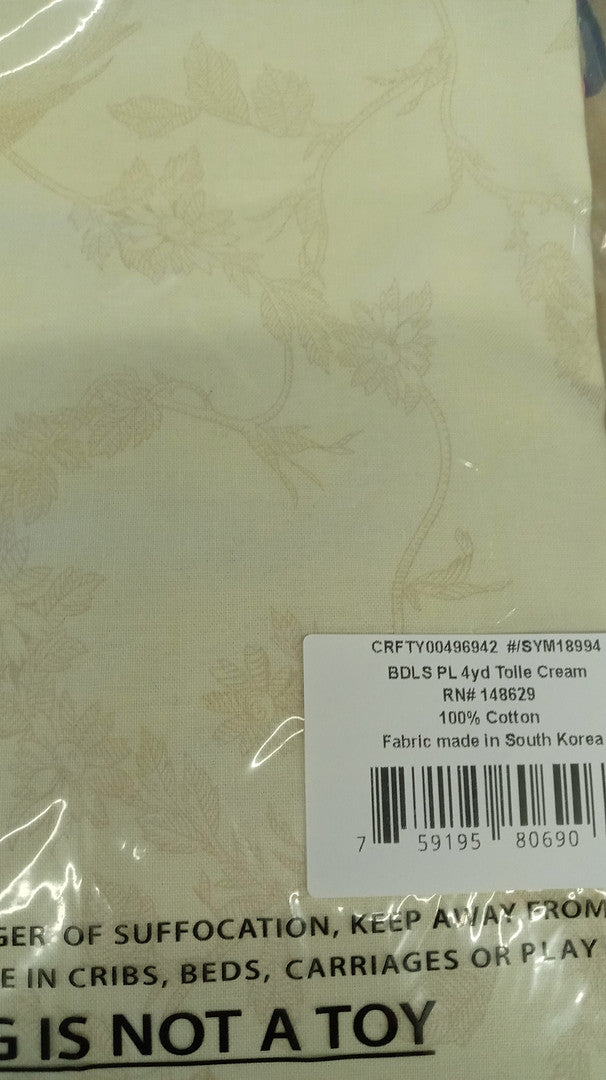 CRFTY00496942 #/SYM18994
BDLS PL 4yd Tolle Cream
RN# 148629
100% Cotton
Fabric made in South Korea
7 59195 80690
GER OF SUFFOCATION, KEEP AWAY FROM
E IN CRIBS, BEDS, CARRIAGES OR PLAY
G IS NOT A TOY